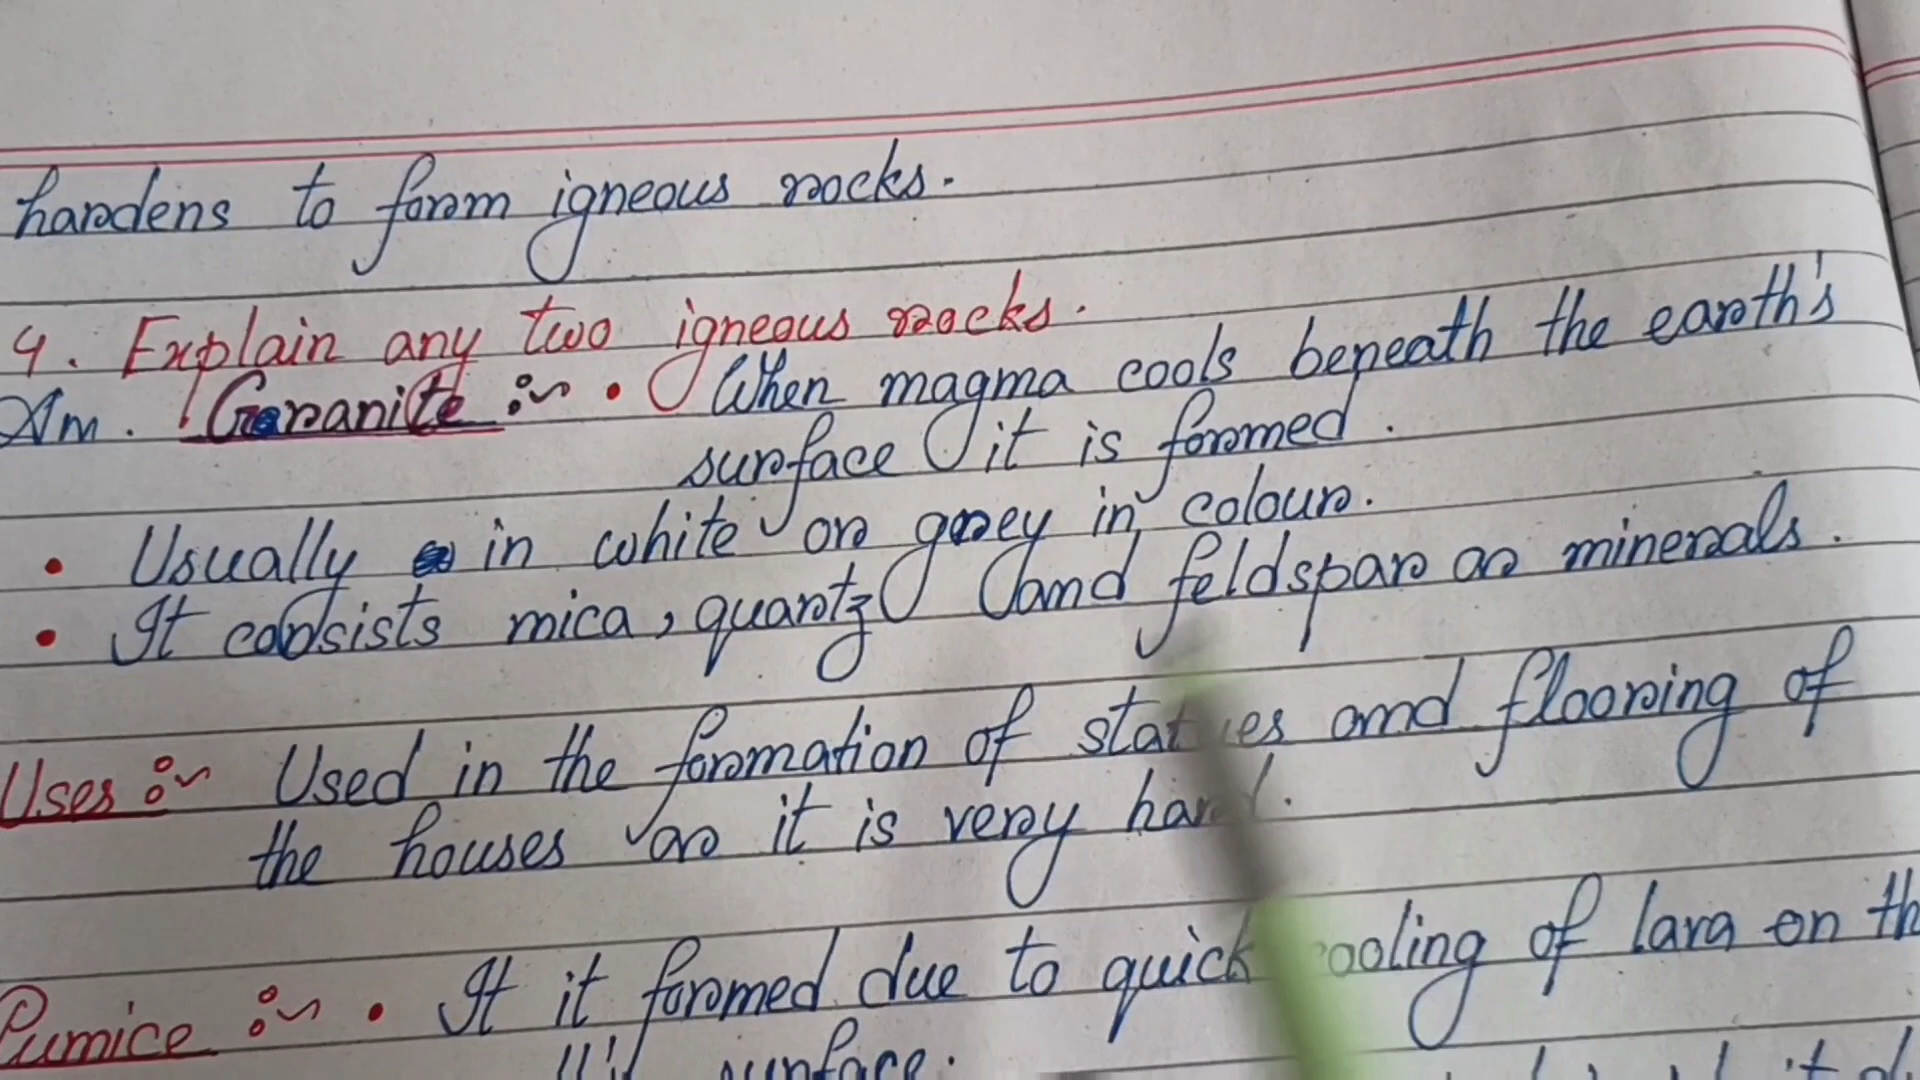 hardens to form igneous rocks.
4. Explain any two igneous rocks.
Ans. Granite :~ • When magma cools beneath the earth's
surface it is formed.
• Usually in white or grey in colour.
• It consists mica, quartz and feldspar as minerals.
Uses :~ Used in the formation of statues and flooring of
the houses as it is very hard.
Pumice :~ • It it formed due to quick cooling of lava on
surface.